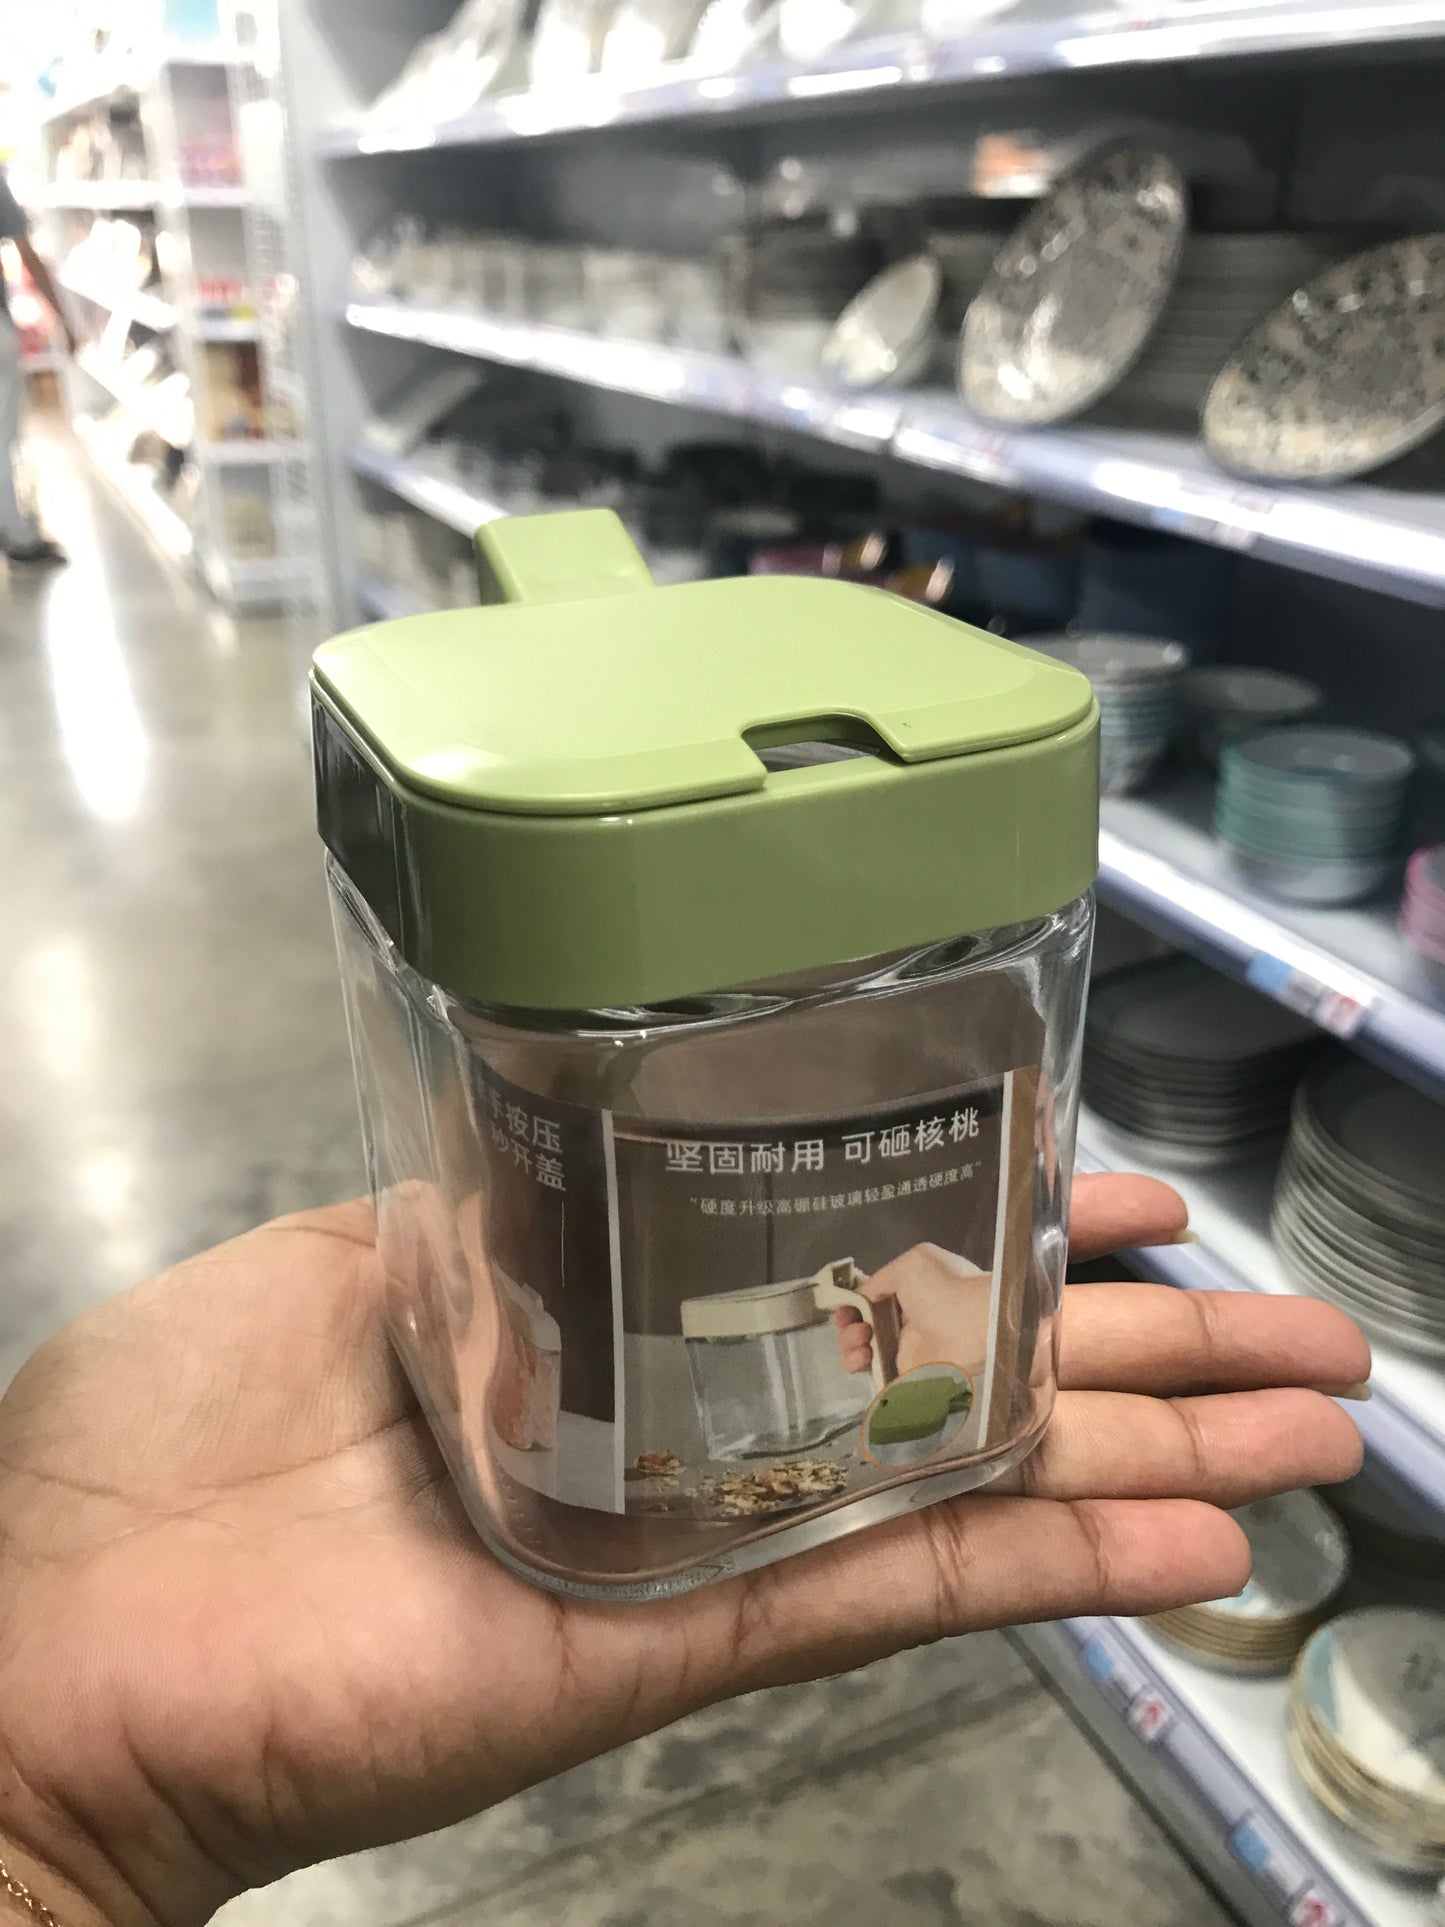 手按压
秒开盖
坚固耐用 可砸核桃
“硬度升级高硼硅玻璃轻盈通透硬度高”